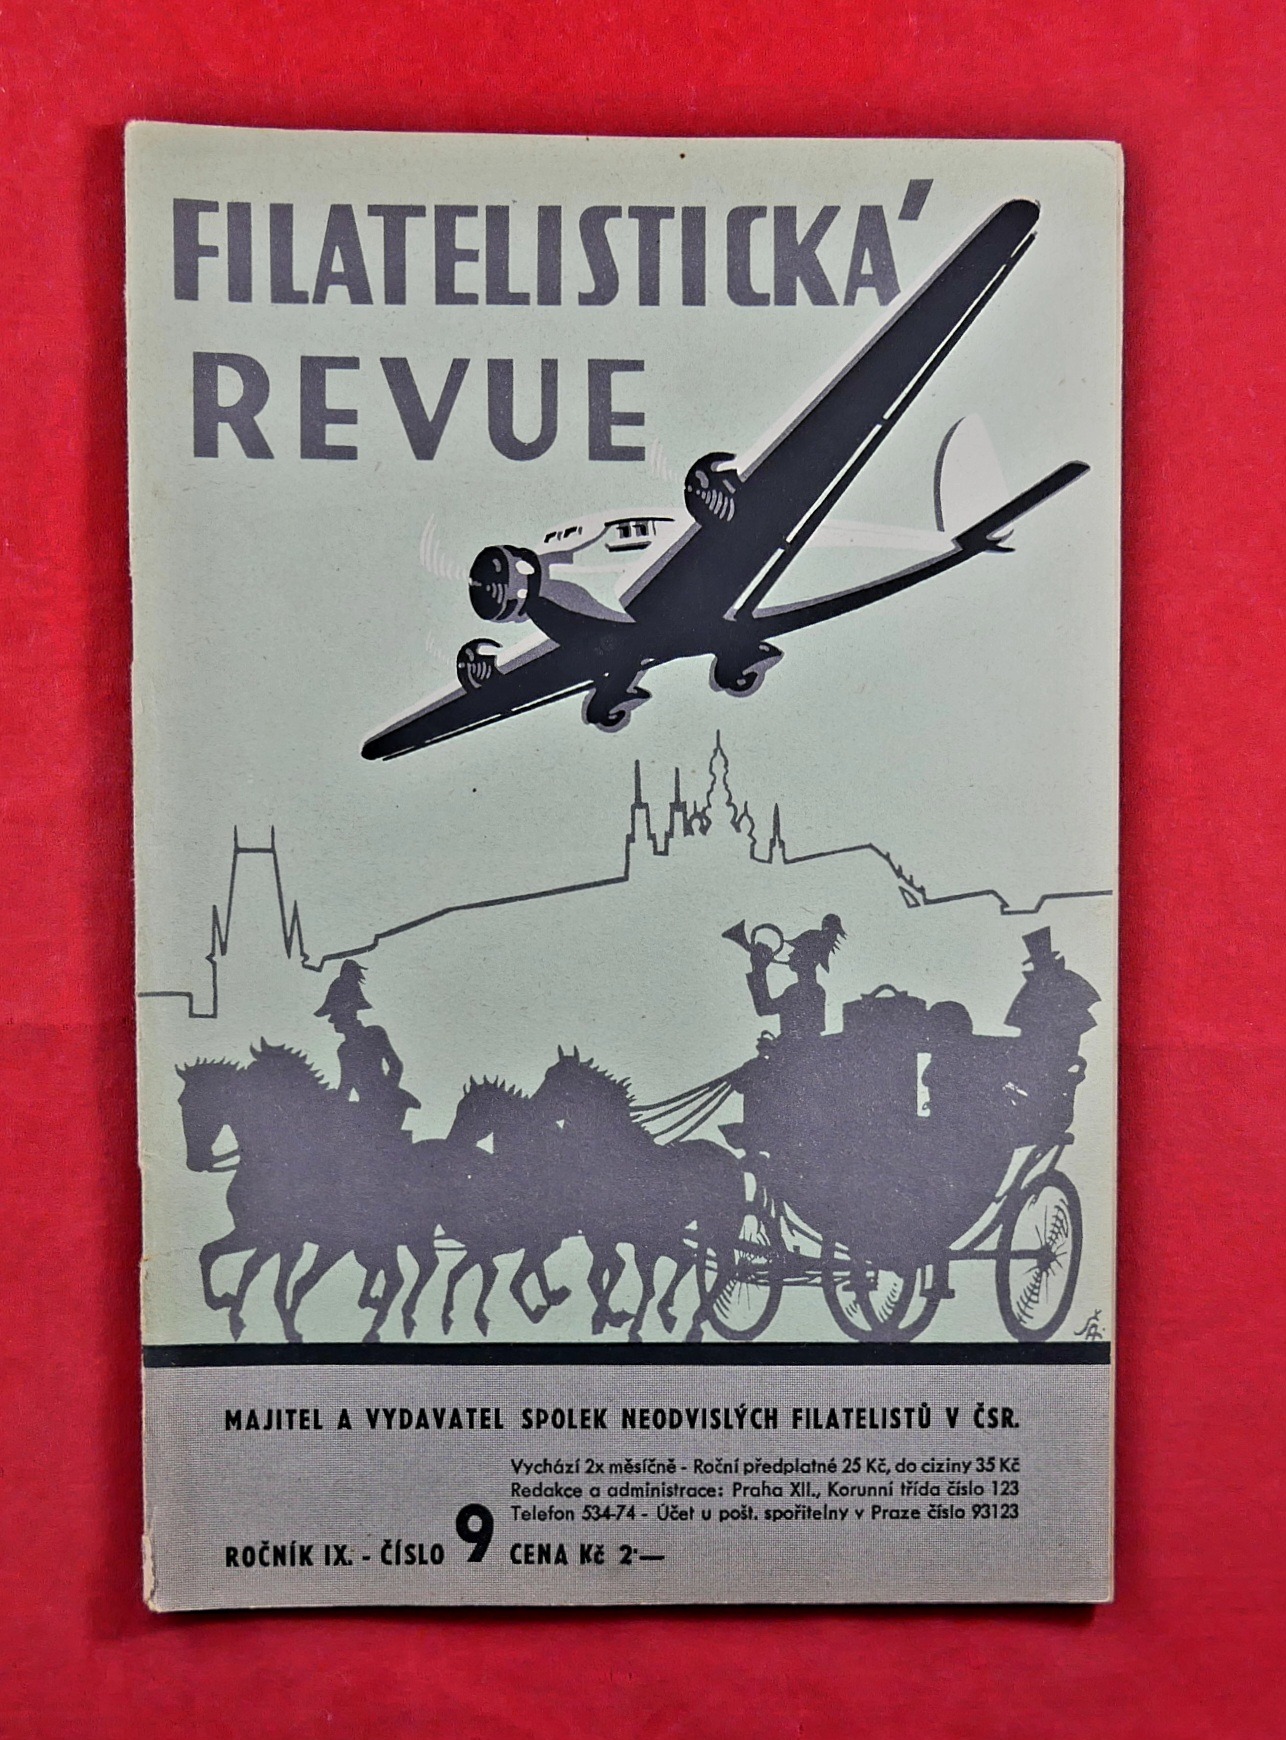 FILATELISTICKÁ
REVUE
MAJITEL A VYDAVATEL SPOLEK NEODVISLÝCH FILATELISTŮ V ČSR.
Vychází 2x měsíčně - Roční předplatné 25 Kč, do ciziny 35 Kč
Redakce a administrace: Praha XII., Korunní třída číslo 123
Telefon 534-74 - Účet u pošt. spořitelny v Praze číslo 93123
ROČNÍK IX. - ČÍSLO 9 CENA Kč 2·—